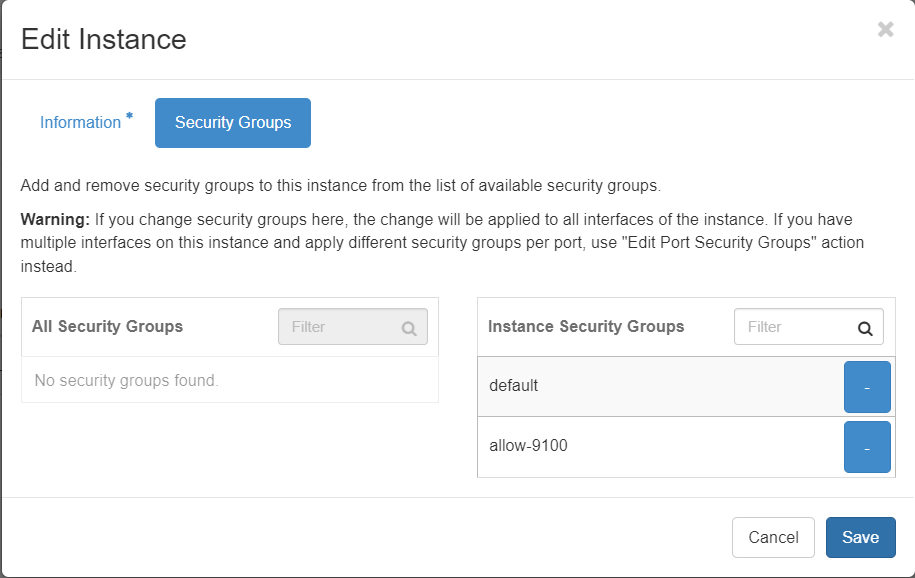 Edit Instance
×
Information *
Security Groups
Add and remove security groups to this instance from the list of available security groups.
Warning: If you change security groups here, the change will be applied to all interfaces of the instance. If you have
multiple interfaces on this instance and apply different security groups per port, use "Edit Port Security Groups" action
instead.
All Security Groups
Filter
No security groups found.
Instance Security Groups
Filter
default
-
allow-9100
-
Cancel
Save